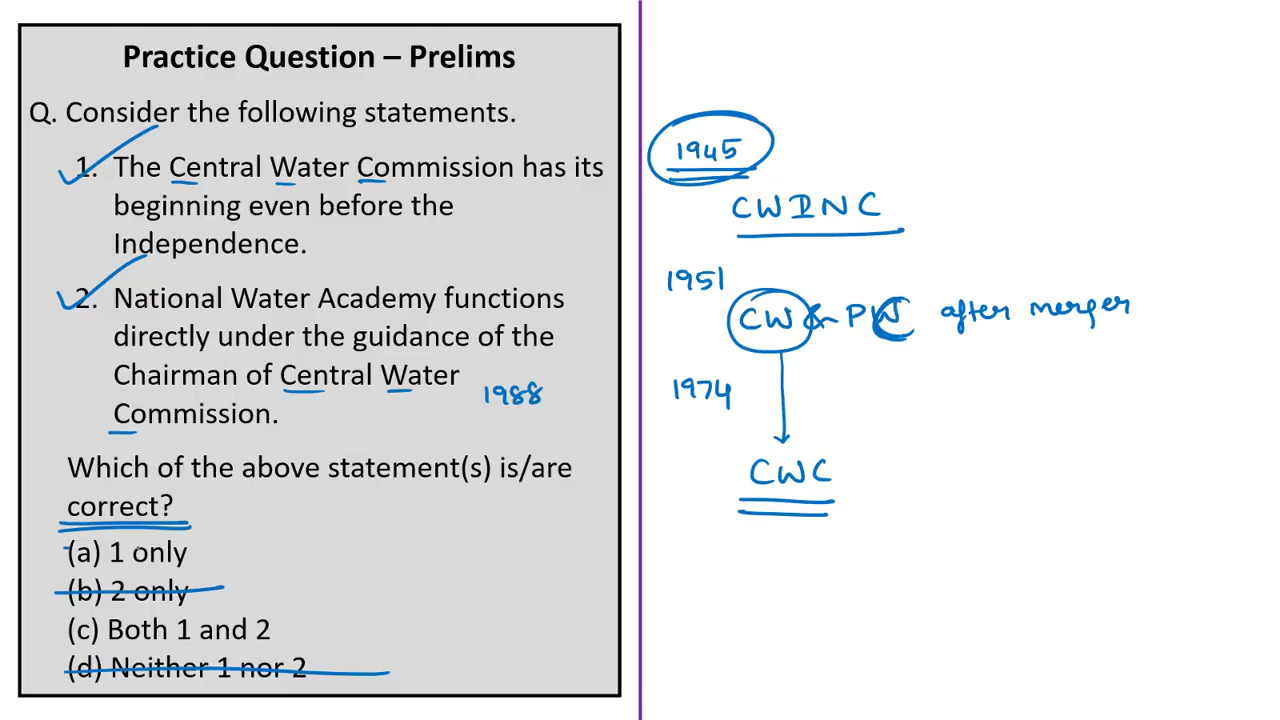 Practice Question – Prelims
Q. Consider the following statements.
1. The Central Water Commission has its
beginning even before the
Independence.
2. National Water Academy functions
directly under the guidance of the
Chairman of Central Water
Commission.
1988
Which of the above statement(s) is/are
correct?
(a) 1 only
(b) 2 only
(c) Both 1 and 2
(d) Neither 1 nor 2
1945
CWINC
1951
CW & PC after merger
1974
CWC